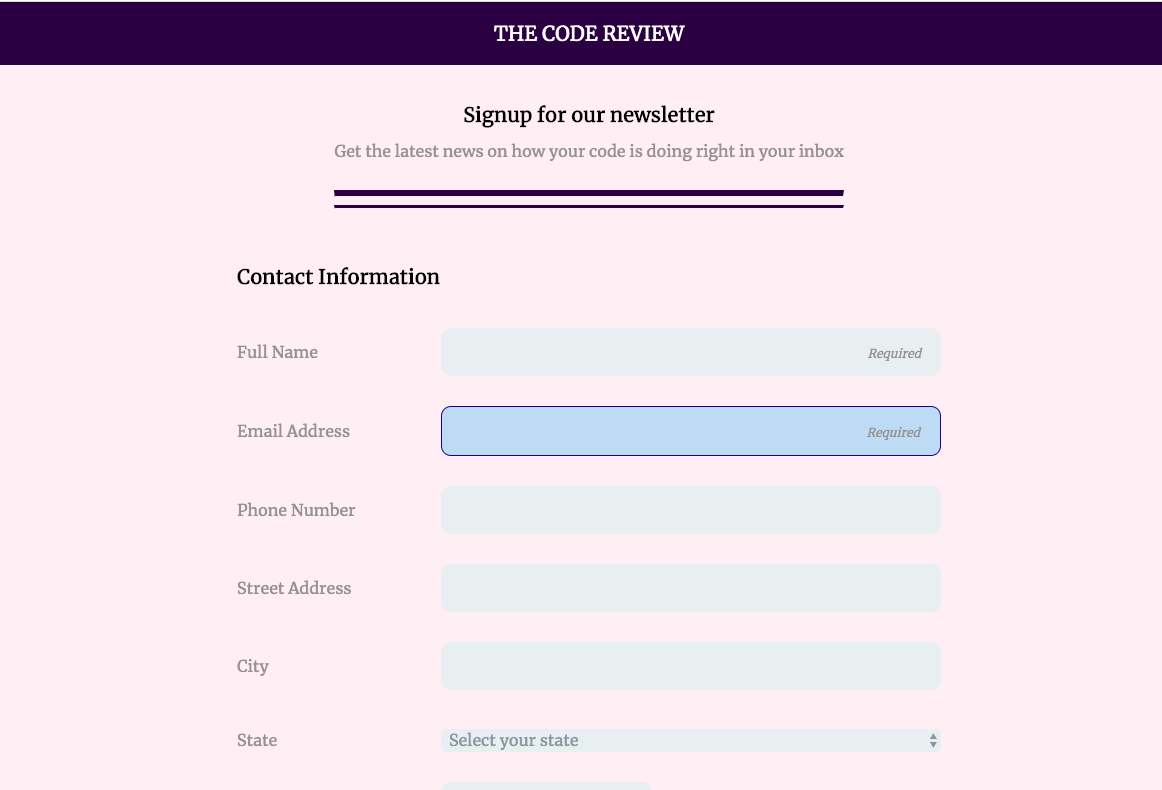 THE CODE REVIEW
Signup for our newsletter
Get the latest news on how your code is doing right in your inbox
Contact Information
Full Name
Required
Email Address
Required
Phone Number
Street Address
City
State
Select your state